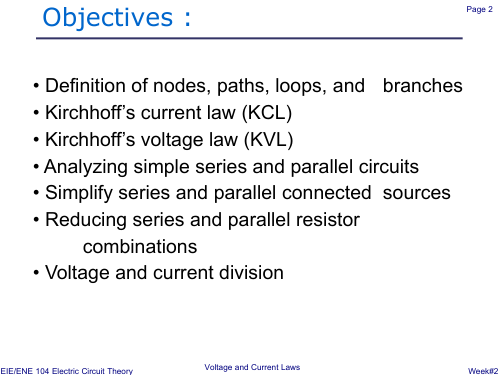 Page 2
Objectives :
• Definition of nodes, paths, loops, and branches
• Kirchhoff’s current law (KCL)
• Kirchhoff’s voltage law (KVL)
• Analyzing simple series and parallel circuits
• Simplify series and parallel connected sources
• Reducing series and parallel resistor
combinations
• Voltage and current division
EIE/ENE 104 Electric Circuit Theory
Voltage and Current Laws
Week#2